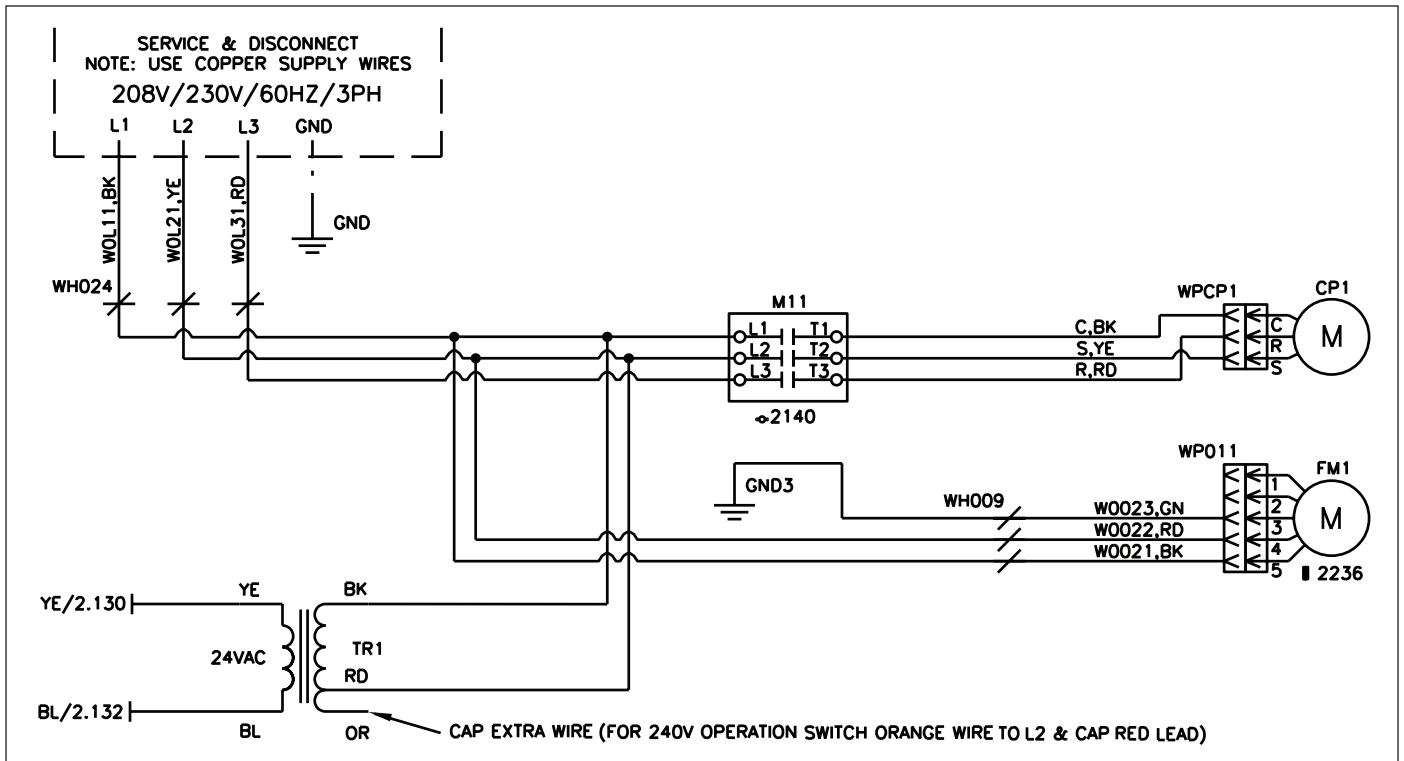 SERVICE & DISCONNECT
NOTE: USE COPPER SUPPLY WIRES
208V/230V/60HZ/3PH
L1 L2 L3 GND
WOL11,BK
WOL21,YE
WOL31,RD
GND
WH024
M11
L1 T1
L2 T2
L3 T3
2140
C,BK
S,YE
R,RD
WPCP1
CP1
C
R
S
M
GND3
WH009
W0023,GN
W0022,RD
W0021,BK
WP011
FM1
1
2
3
4
5
M
2236
YE/2.130
YE
BK
24VAC
TR1
RD
BL/2.132
BL
OR
CAP EXTRA WIRE (FOR 240V OPERATION SWITCH ORANGE WIRE TO L2 & CAP RED LEAD)